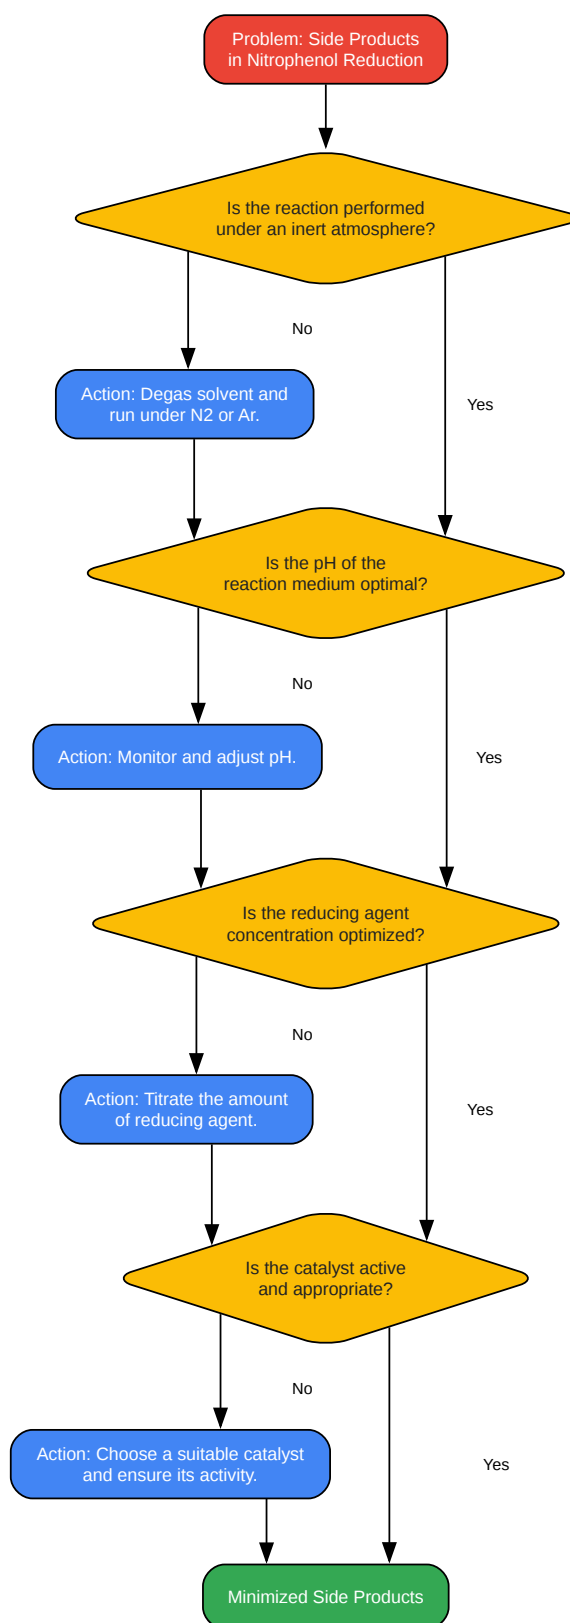 Problem: Side Products
in Nitrophenol Reduction
Is the reaction performed
under an inert atmosphere?
No
Action: Degas solvent and
run under N2 or Ar.
Yes
Is the pH of the
reaction medium optimal?
No
Action: Monitor and adjust pH.
Yes
Is the reducing agent
concentration optimized?
No
Action: Titrate the amount
of reducing agent.
Yes
Is the catalyst active
and appropriate?
No
Action: Choose a suitable catalyst
and ensure its activity.
Yes
Minimized Side Products